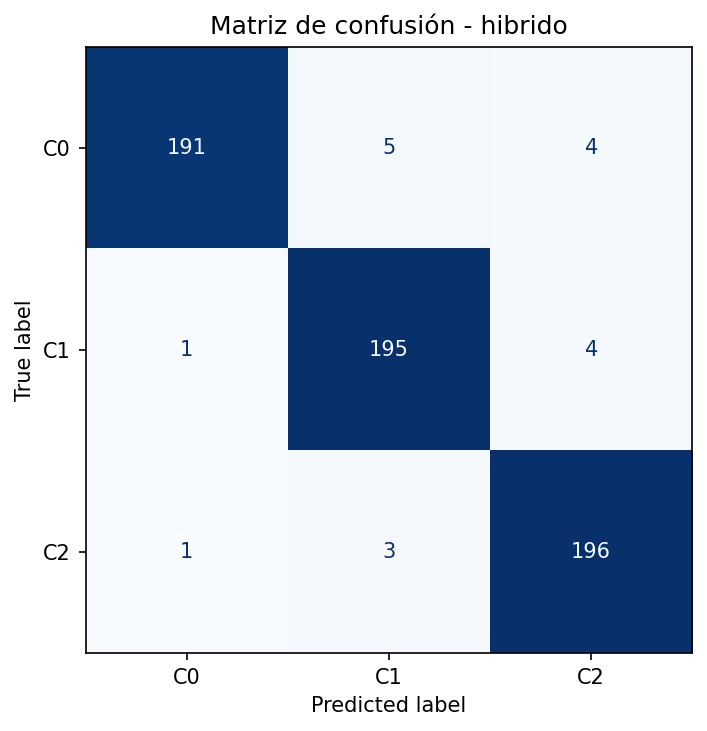 Matriz de confusión - hibrido
C0 191 5 4
True label
C1 1 195 4
C2 1 3 196
C0 C1 C2
Predicted label